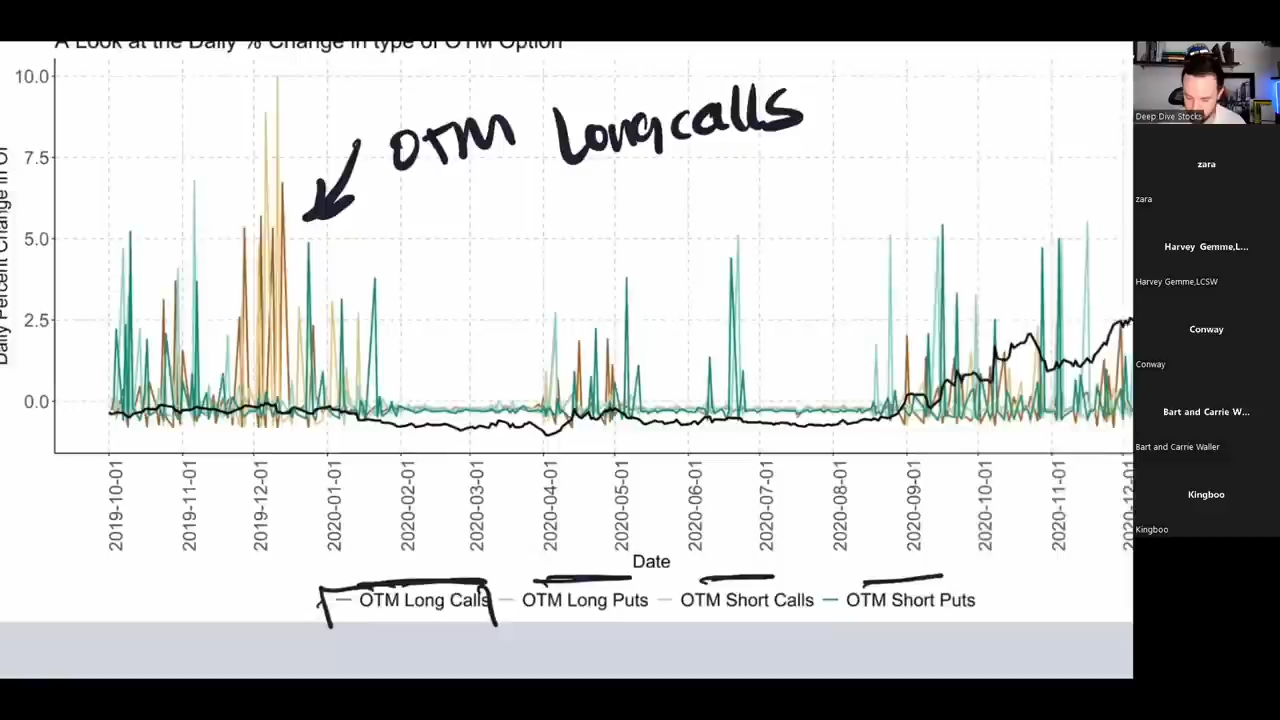 A Look at the Daily % Change in type of OTM Option
OTM Long calls
10.0
7.5
5.0
2.5
0.0
Daily Percent Change in OI
2019-10-01
2019-11-01
2019-12-01
2020-01-01
2020-02-01
2020-03-01
2020-04-01
2020-05-01
2020-06-01
2020-07-01
2020-08-01
2020-09-01
2020-10-01
2020-11-01
2020-12-01
Date
OTM Long Calls OTM Long Puts OTM Short Calls OTM Short Puts
Deep Dive Stocks
zara
zara
Harvey Gemme,L...
Harvey Gemme,LCSW
Conway
Conway
Bart and Carrie W...
Bart and Carrie Waller
Kingboo
Kingboo